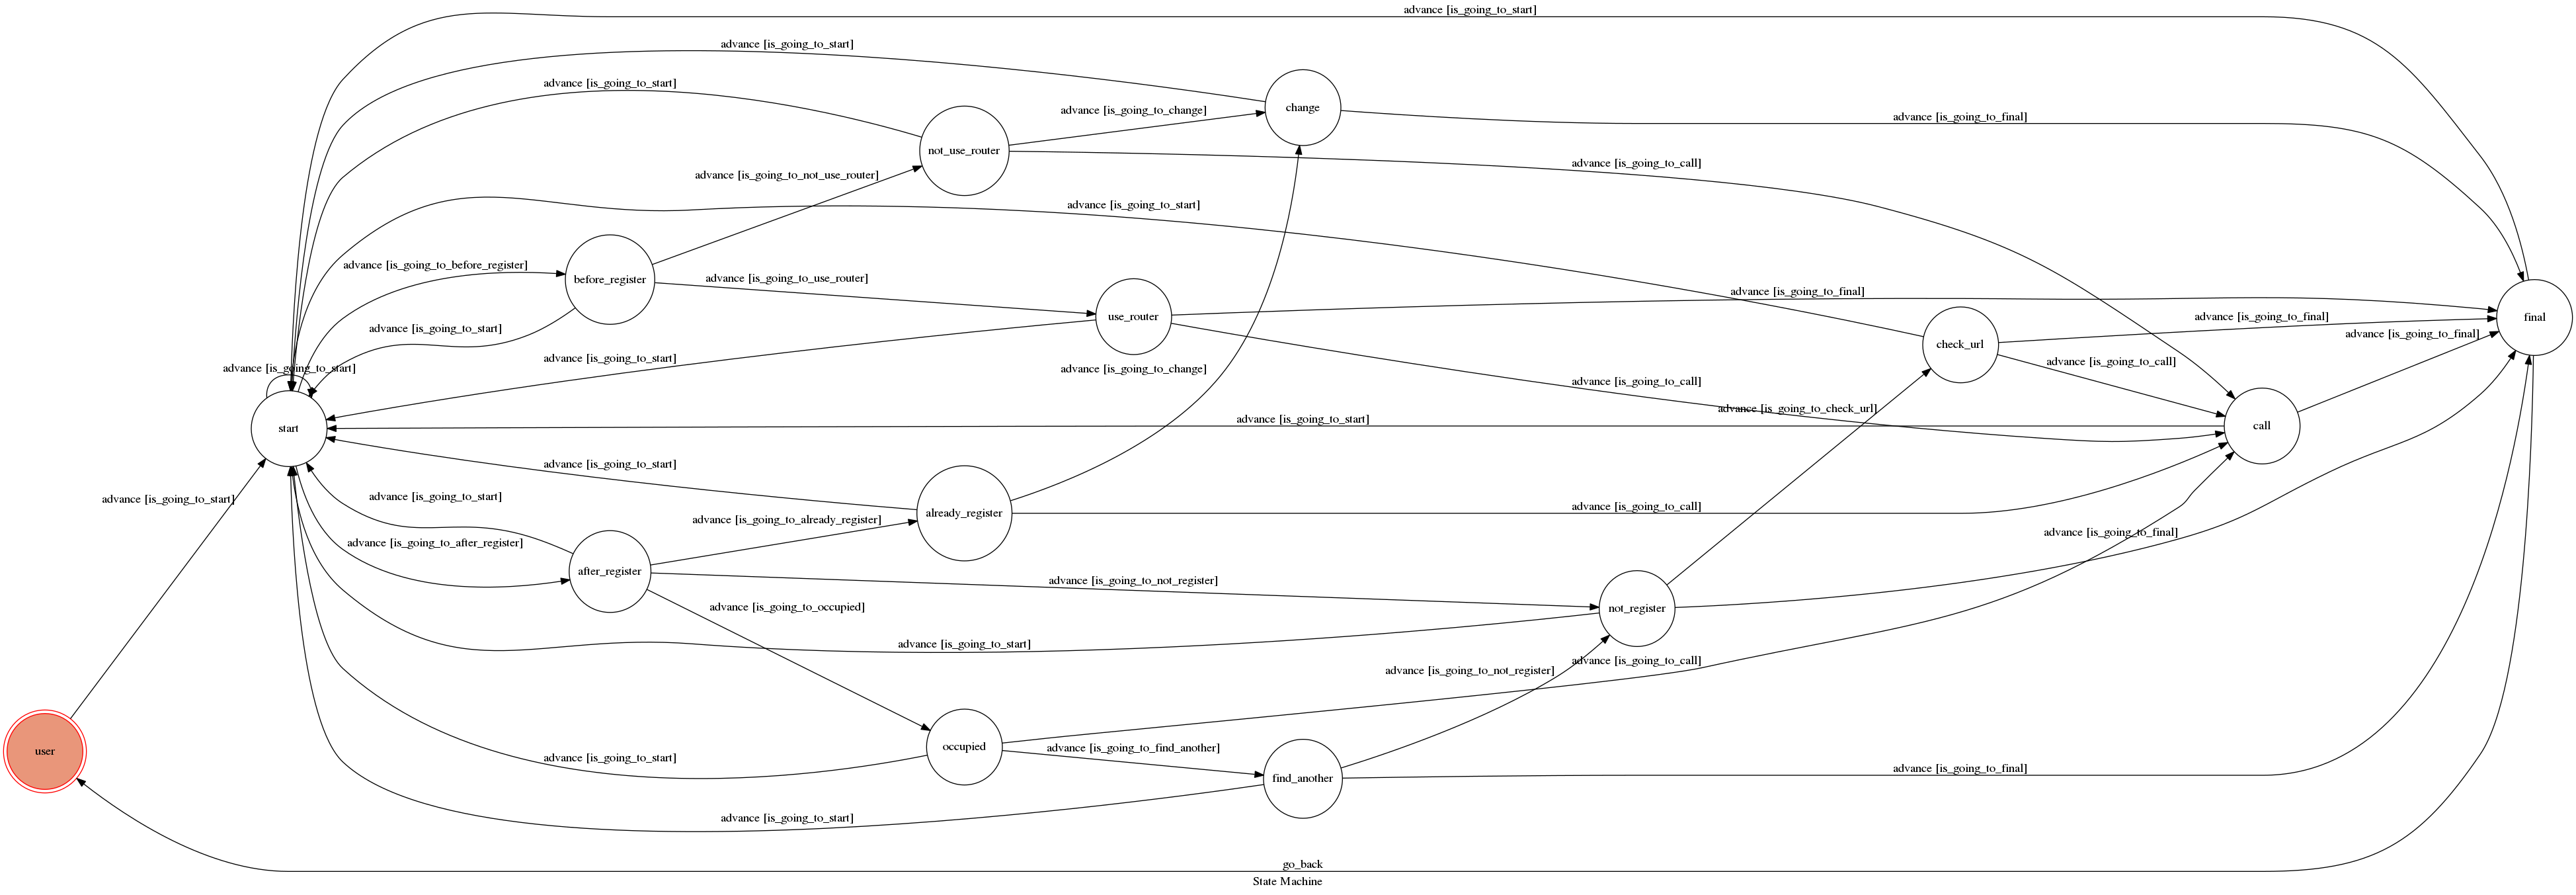 advance [is_going_to_start]
advance [is_going_to_start]
advance [is_going_to_start]
change
advance [is_going_to_change]
advance [is_going_to_final]
not_use_router
advance [is_going_to_call]
advance [is_going_to_not_use_router]
advance [is_going_to_start]
advance [is_going_to_before_register]
before_register
advance [is_going_to_use_router]
advance [is_going_to_final]
use_router
final
advance [is_going_to_final]
advance [is_going_to_start]
advance [is_going_to_final]
check_url
advance [is_going_to_start]
advance [is_going_to_call]
advance [is_going_to_start]
advance [is_going_to_change]
advance [is_going_to_call]
advance [is_going_to_check_url]
advance [is_going_to_start]
start
call
advance [is_going_to_start]
advance [is_going_to_start]
advance [is_going_to_start]
already_register
advance [is_going_to_call]
advance [is_going_to_already_register]
advance [is_going_to_final]
advance [is_going_to_after_register]
after_register
advance [is_going_to_not_register]
advance [is_going_to_occupied]
not_register
advance [is_going_to_start]
advance [is_going_to_call]
advance [is_going_to_not_register]
user
occupied
advance [is_going_to_find_another]
advance [is_going_to_start]
find_another
advance [is_going_to_final]
advance [is_going_to_start]
go_back
State Machine